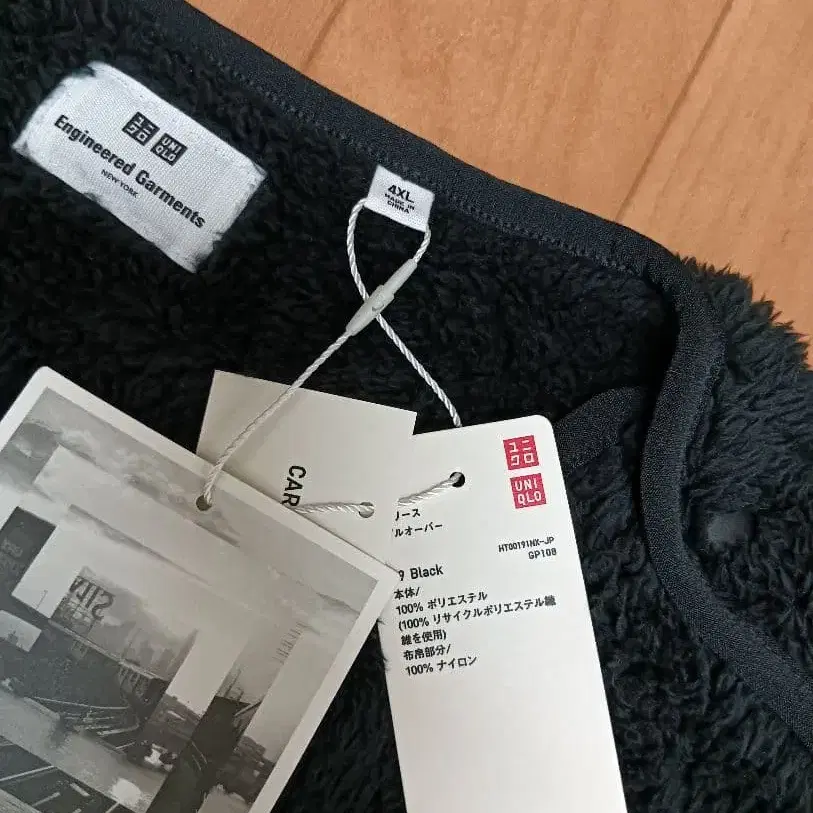 ユニ
クロ
UNI
QLO
Engineered Garments
NEW YORK
4XL
MADE IN
CHINA
CAR
ユニ
クロ
UNI
QLO
リース
ルオーバー
HT00191NX-JP
GP108
9 Black
本体/
100% ポリエステル
(100% リサイクルポリエステル繊
維を使用)
布帛部分/
100% ナイロン